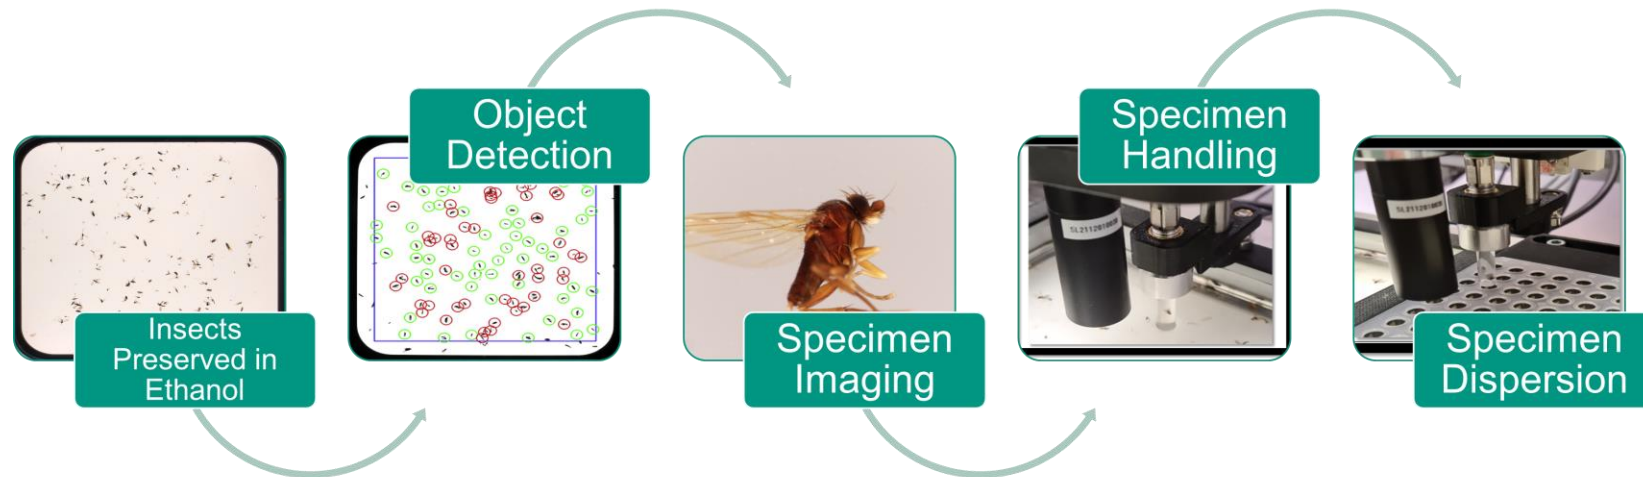 Insects
Preserved in
Ethanol
Object
Detection
Specimen
Imaging
Specimen
Handling
Specimen
Dispersion